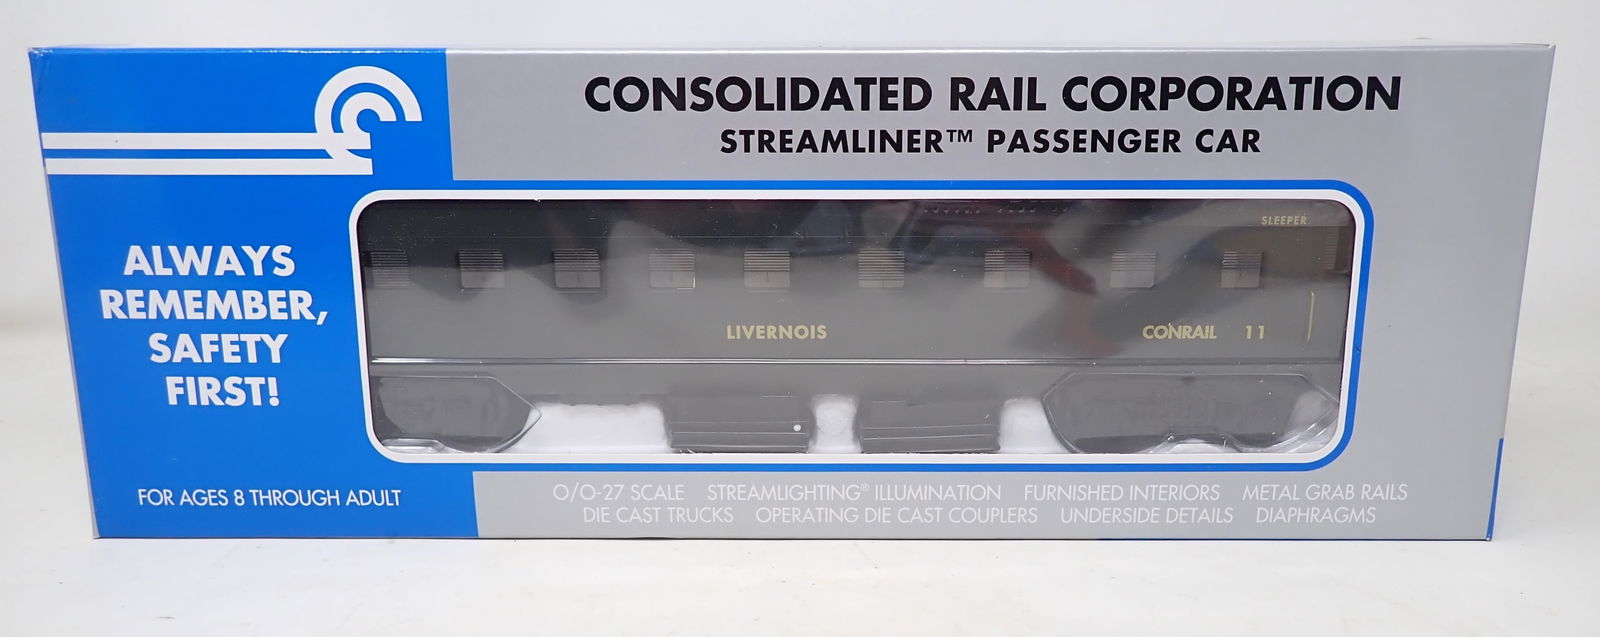 CONSOLIDATED RAIL CORPORATION
STREAMLINER™ PASSENGER CAR
ALWAYS
REMEMBER,
SAFETY
FIRST!
FOR AGES 8 THROUGH ADULT
SLEEPER
LIVERNOIS
CONRAIL 11
O/O-27 SCALE STREAMLIGHTING® ILLUMINATION FURNISHED INTERIORS METAL GRAB RAILS
DIE CAST TRUCKS OPERATING DIE CAST COUPLERS UNDERSIDE DETAILS DIAPHRAGMS